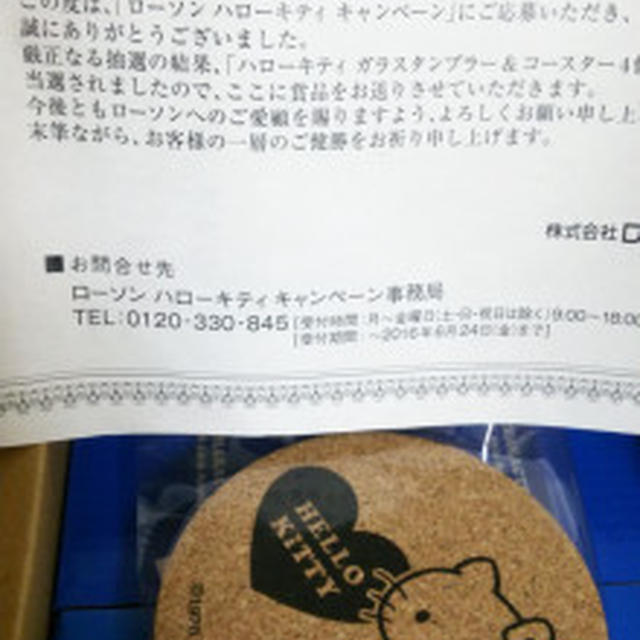 この度は、「ローソン ハローキティ キャンペーン」にご応募いただき、
誠にありがとうございました。
厳正なる抽選の結果、「ハローキティ ガラスタンブラー＆コースター4個
当選されましたので、ここに賞品をお送りさせていただきます。
今後ともローソンへのご愛顧を賜りますよう、よろしくお願い申し上
末筆ながら、お客様の一層のご健勝をお祈り申し上げます。
株式会社
■お問合せ先
ローソン ハローキティ キャンペーン事務局
TEL:0120-330-845[受付時間:月〜金曜日(土・日・祝日は除く)9:00〜18:00
[受付期間:〜2016年6月24日(金)まで]
HELLO
KITTY